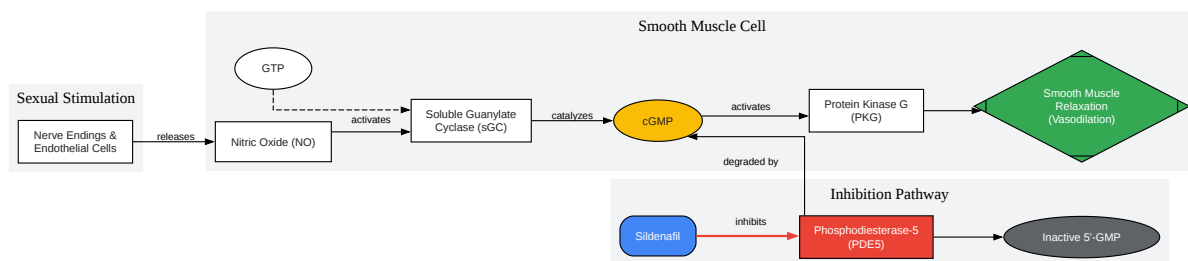 Smooth Muscle Cell
GTP
Sexual Stimulation
Nerve Endings &
Endothelial Cells
releases
Nitric Oxide (NO)
activates
Soluble Guanylate
Cyclase (sGC)
catalyzes
cGMP
activates
Protein Kinase G
(PKG)
Smooth Muscle
Relaxation
(Vasodilation)
degraded by
Inhibition Pathway
Sildenafil
inhibits
Phosphodiesterase-5
(PDE5)
Inactive 5'-GMP